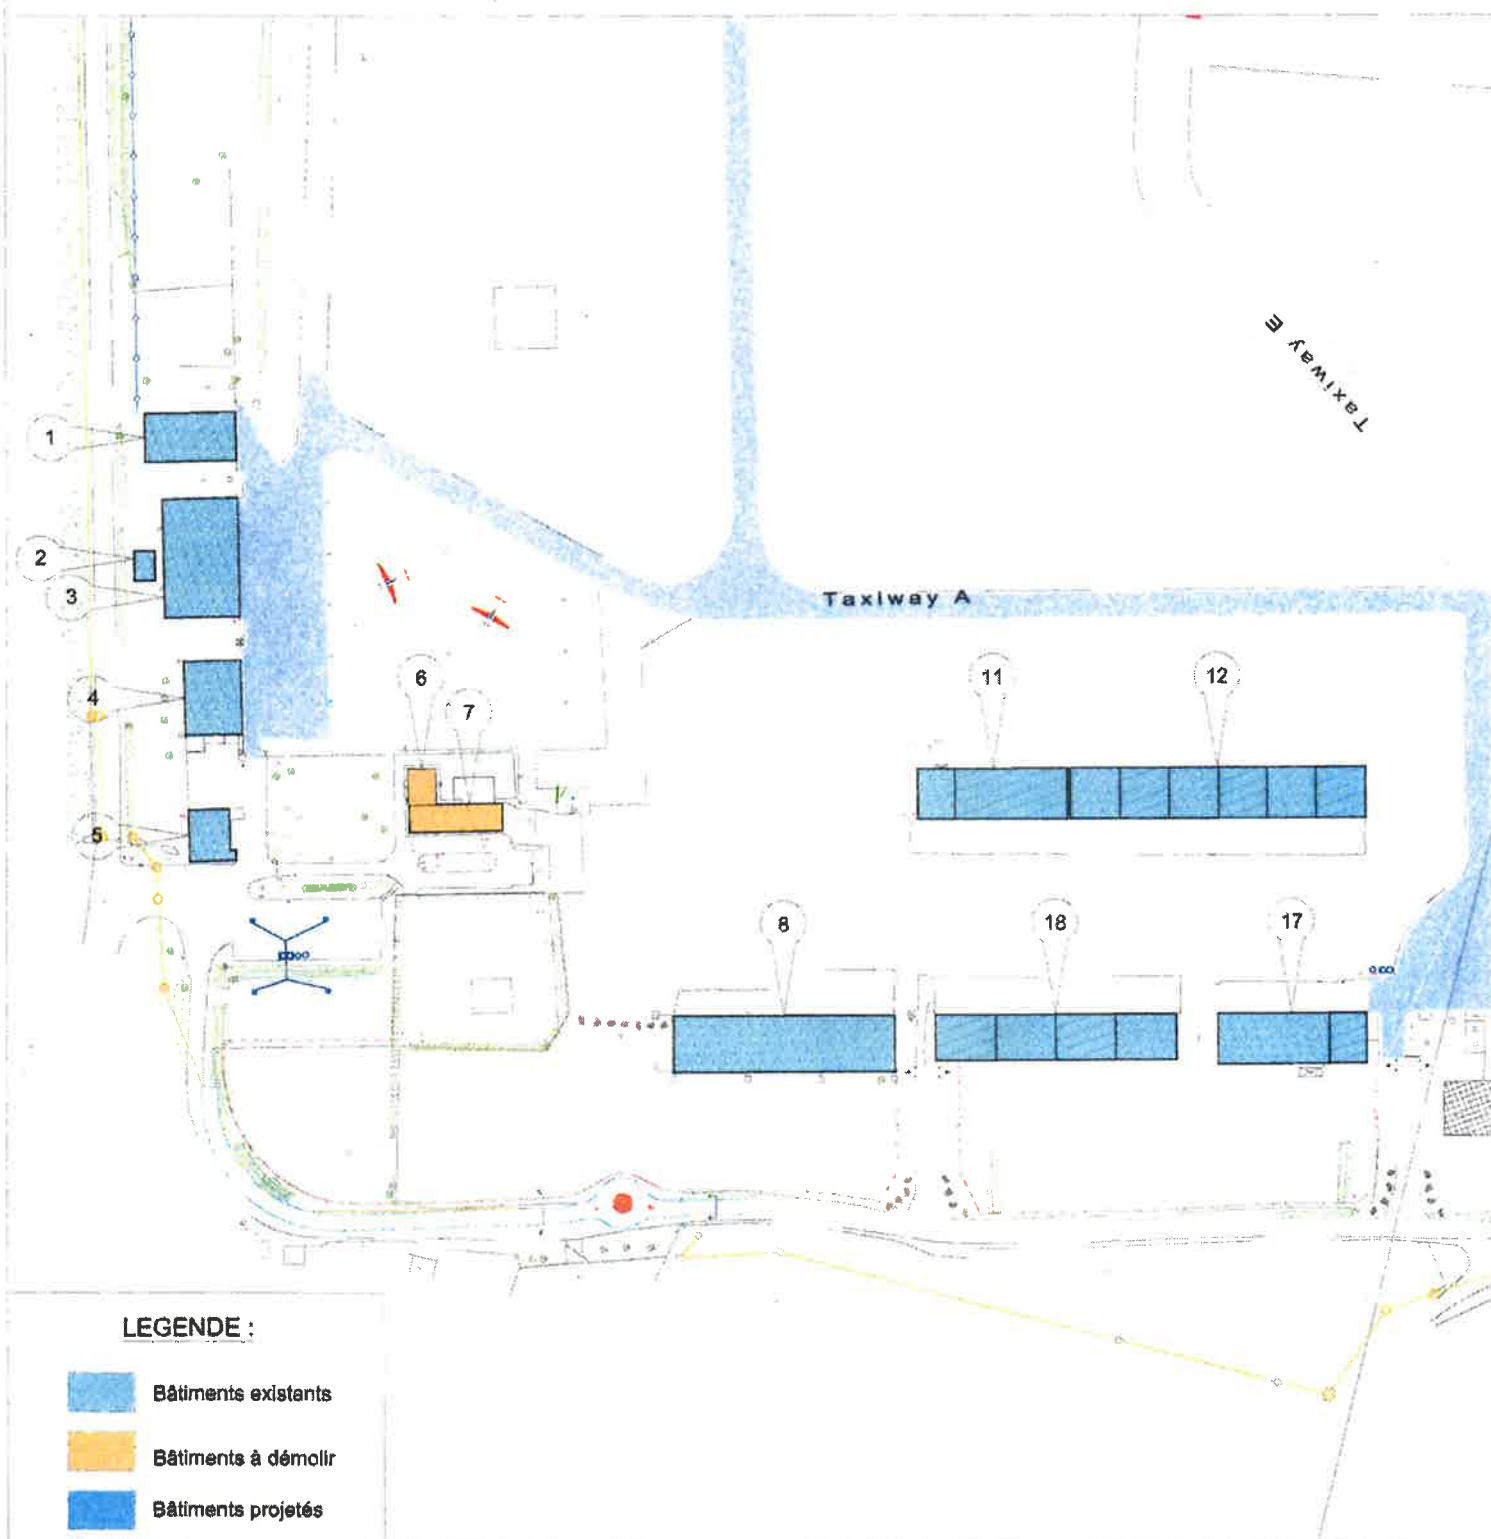 Taxiway E
1
2
3
Taxiway A
4
6
7
11
12
5
8
18
17
LEGENDE :
Bâtiments existants
Bâtiments à démolir
Bâtiments projetés